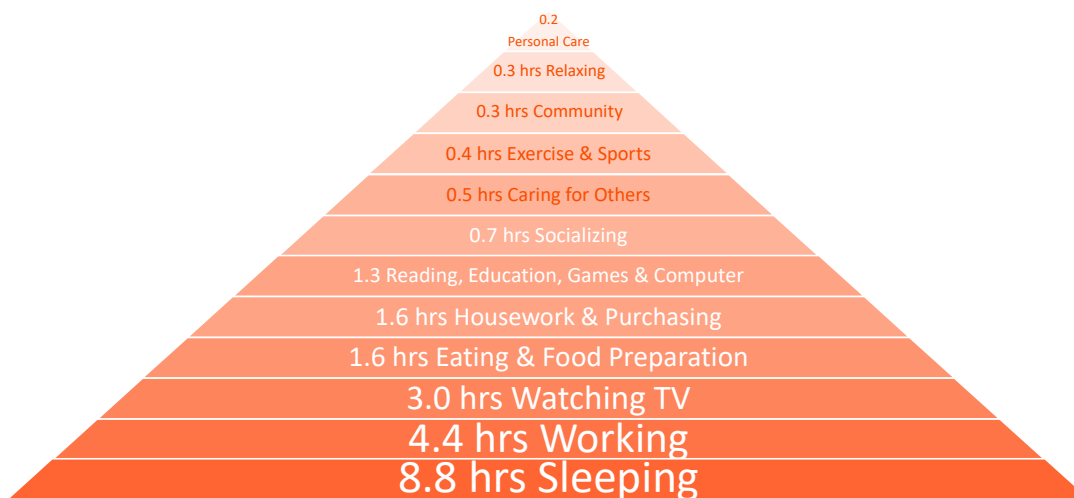 0.2
Personal Care
0.3 hrs Relaxing
0.3 hrs Community
0.4 hrs Exercise & Sports
0.5 hrs Caring for Others
0.7 hrs Socializing
1.3 Reading, Education, Games & Computer
1.6 hrs Housework & Purchasing
1.6 hrs Eating & Food Preparation
3.0 hrs Watching TV
4.4 hrs Working
8.8 hrs Sleeping